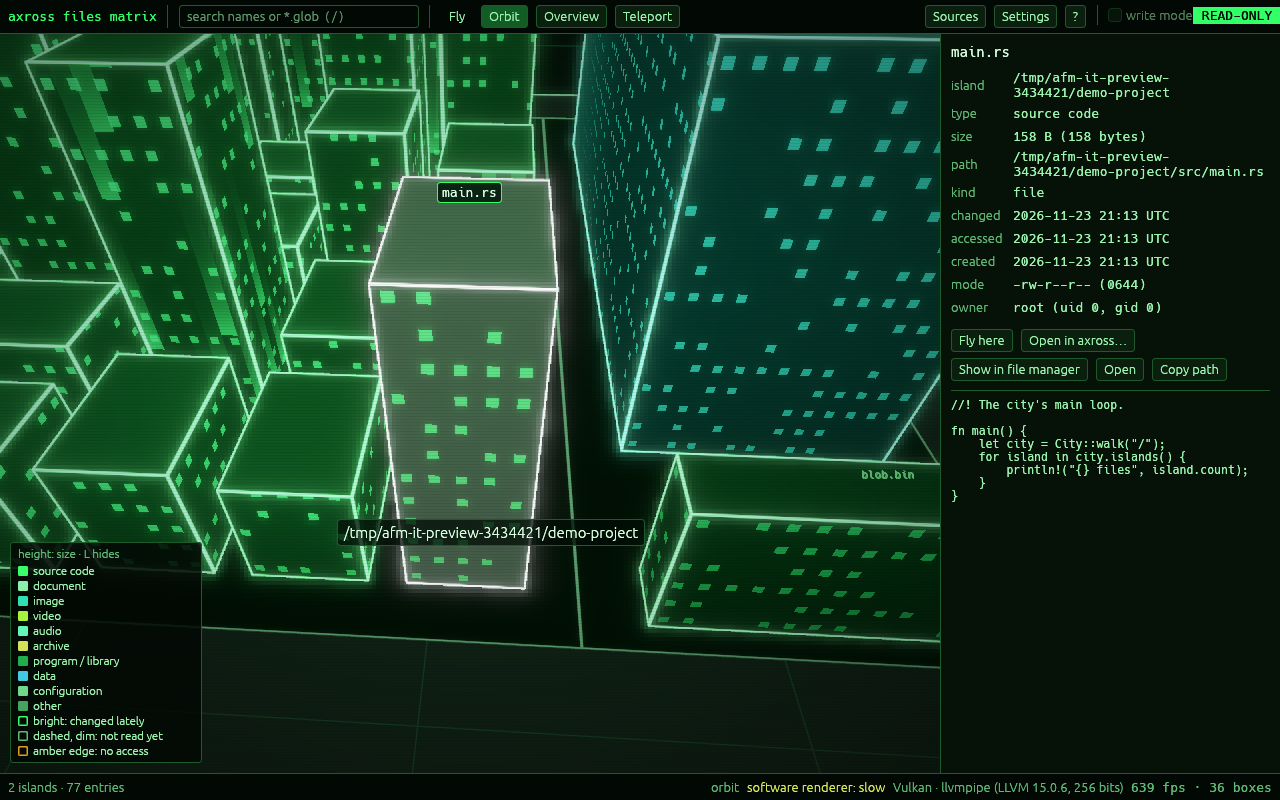 axross files matrix
search names or *.glob (/)
Fly
Orbit
Overview
Teleport
Sources
Settings
?
write mode
READ-ONLY
main.rs
blob.bin
/tmp/afm-it-preview-3434421/demo-project
height: size · L hides
source code
document
image
video
audio
archive
program / library
data
configuration
other
bright: changed lately
dashed, dim: not read yet
amber edge: no access
main.rs
island /tmp/afm-it-preview-
3434421/demo-project
type source code
size 158 B (158 bytes)
path /tmp/afm-it-preview-
3434421/demo-project/src/main.rs
kind file
changed 2026-11-23 21:13 UTC
accessed 2026-11-23 21:13 UTC
created 2026-11-23 21:13 UTC
mode -rw-r--r-- (0644)
owner root (uid 0, gid 0)
Fly here
Open in axross…
Show in file manager
Open
Copy path
//! The city's main loop.
fn main() {
    let city = City::walk("/");
    for island in city.islands() {
        println!("{} files", island.count);
    }
}
2 islands · 77 entries
orbit software renderer: slow Vulkan · llvmpipe (LLVM 15.0.6, 256 bits) 639 fps · 36 boxes